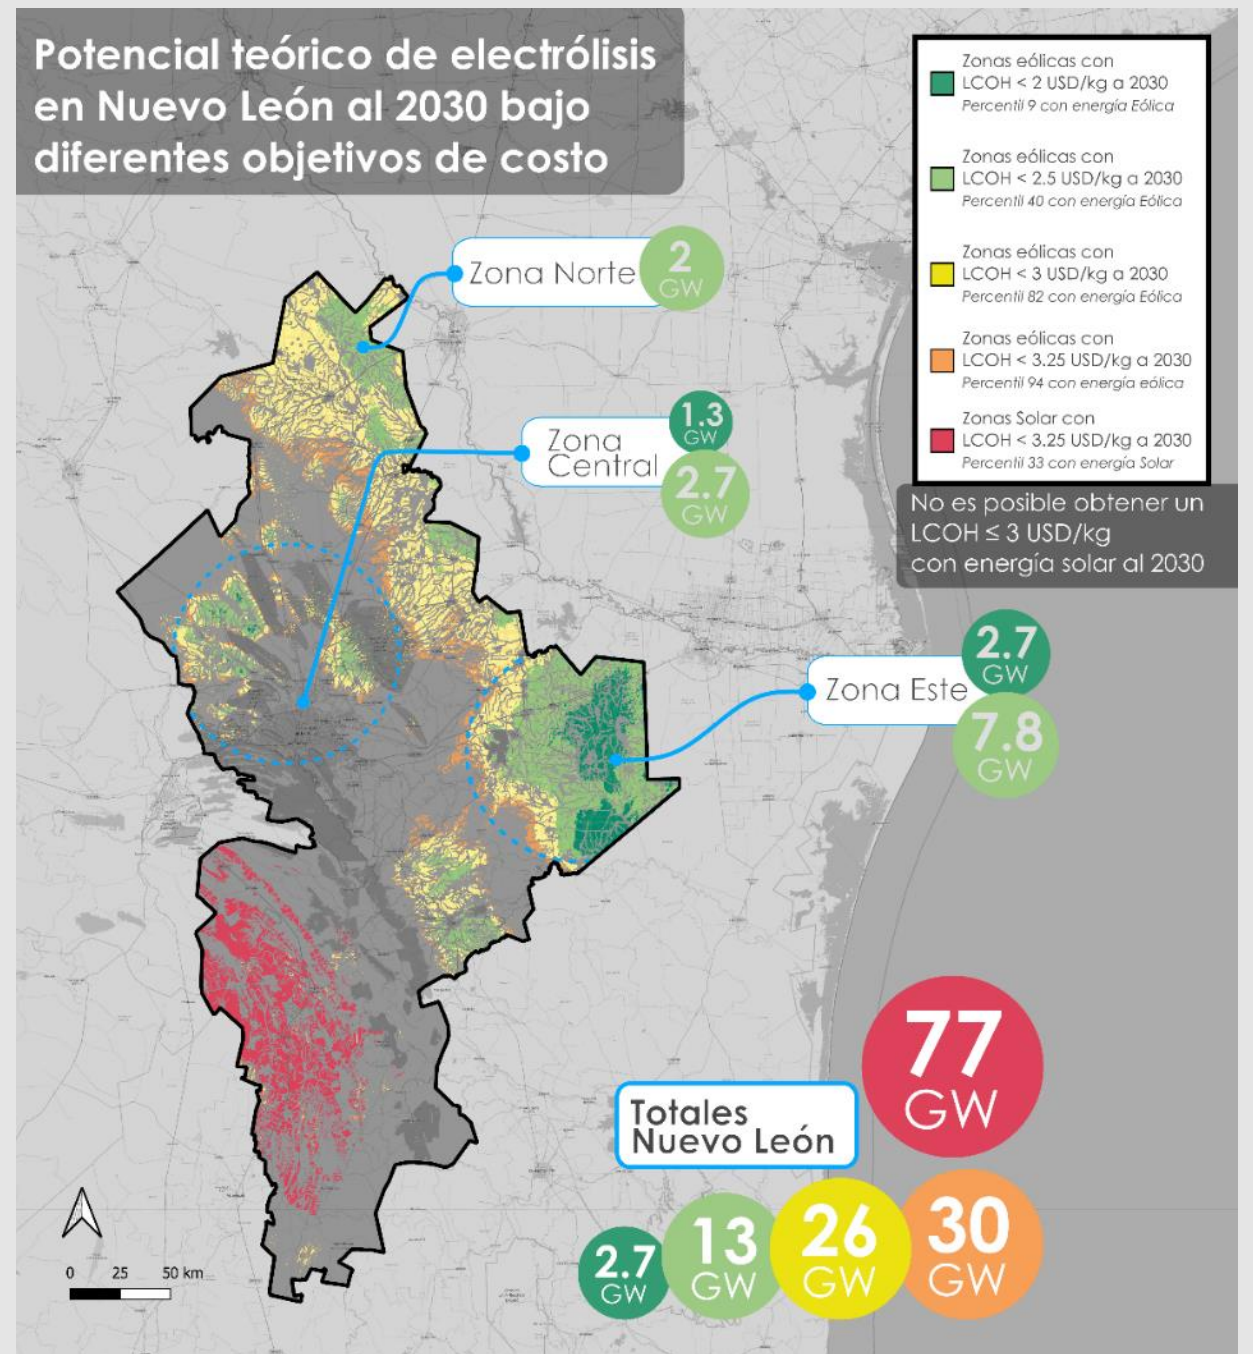 Potencial teórico de electrólisis
en Nuevo León al 2030 bajo
diferentes objetivos de costo
Zonas eólicas con
LCOH < 2 USD/kg a 2030
Percentil 9 con energía Eólica
Zonas eólicas con
LCOH < 2.5 USD/kg a 2030
Percentil 40 con energía Eólica
Zonas eólicas con
LCOH < 3 USD/kg a 2030
Percentil 82 con energía Eólica
Zonas eólicas con
LCOH < 3.25 USD/kg a 2030
Percentil 94 con energía eólica
Zonas Solar con
LCOH < 3.25 USD/kg a 2030
Percentil 33 con energía Solar
No es posible obtener un
LCOH ≤ 3 USD/kg
con energía solar al 2030
Zona Norte
2
GW
Zona
Central
1.3
GW
2.7
GW
Zona Este
2.7
GW
7.8
GW
Totales
Nuevo León
77
GW
2.7
GW
13
GW
26
GW
30
GW
0 25 50 km